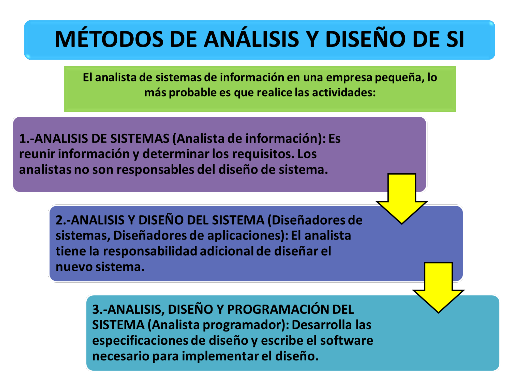 MÉTODOS DE ANÁLISIS Y DISEÑO DE SI
El analista de sistemas de información en una empresa pequeña, lo
más probable es que realice las actividades:
1.-ANALISIS DE SISTEMAS (Analista de información): Es
reunir información y determinar los requisitos. Los
analistas no son responsables del diseño de sistema.
2.-ANALISIS Y DISEÑO DEL SISTEMA (Diseñadores de
sistemas, Diseñadores de aplicaciones): El analista
tiene la responsabilidad adicional de diseñar el
nuevo sistema.
3.-ANALISIS, DISEÑO Y PROGRAMACIÓN DEL
SISTEMA (Analista programador): Desarrolla las
especificaciones de diseño y escribe el software
necesario para implementar el diseño.